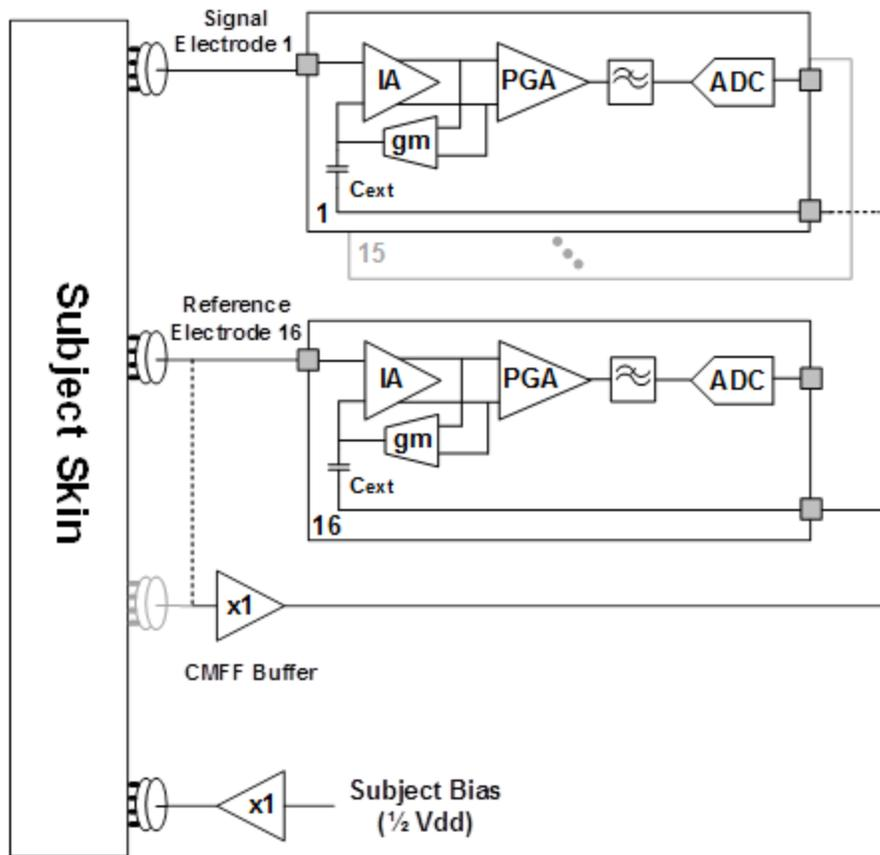 Signal
Electrode 1
IA
PGA
ADC
gm
Cext
1
15
Subject Skin
Reference
Electrode 16
IA
PGA
ADC
gm
Cext
16
x1
CMFF Buffer
x1
Subject Bias
(½ Vdd)